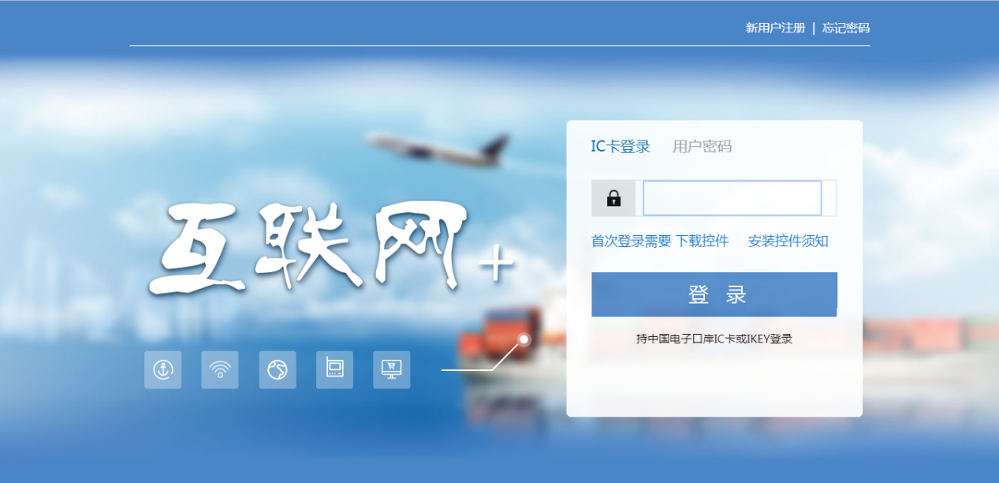 新用户注册 | 忘记密码
IC卡登录 用户密码
互联网+
首次登录需要 下载控件 安装控件须知
登 录
持中国电子口岸IC卡或IKEY登录